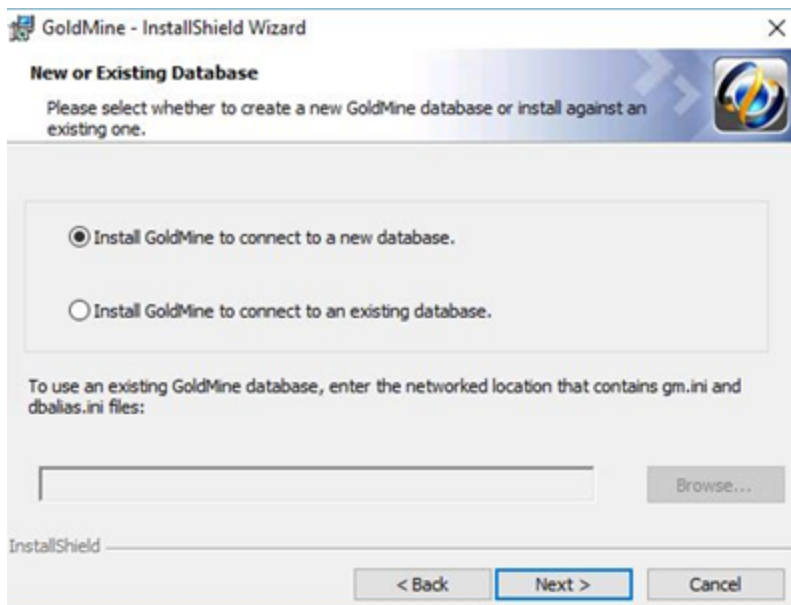 GoldMine - InstallShield Wizard
New or Existing Database
Please select whether to create a new GoldMine database or install against an
existing one.
Install GoldMine to connect to a new database.
Install GoldMine to connect to an existing database.
To use an existing GoldMine database, enter the networked location that contains gm.ini and
dbalias.ini files:
Browse...
InstallShield
< Back
Next >
Cancel